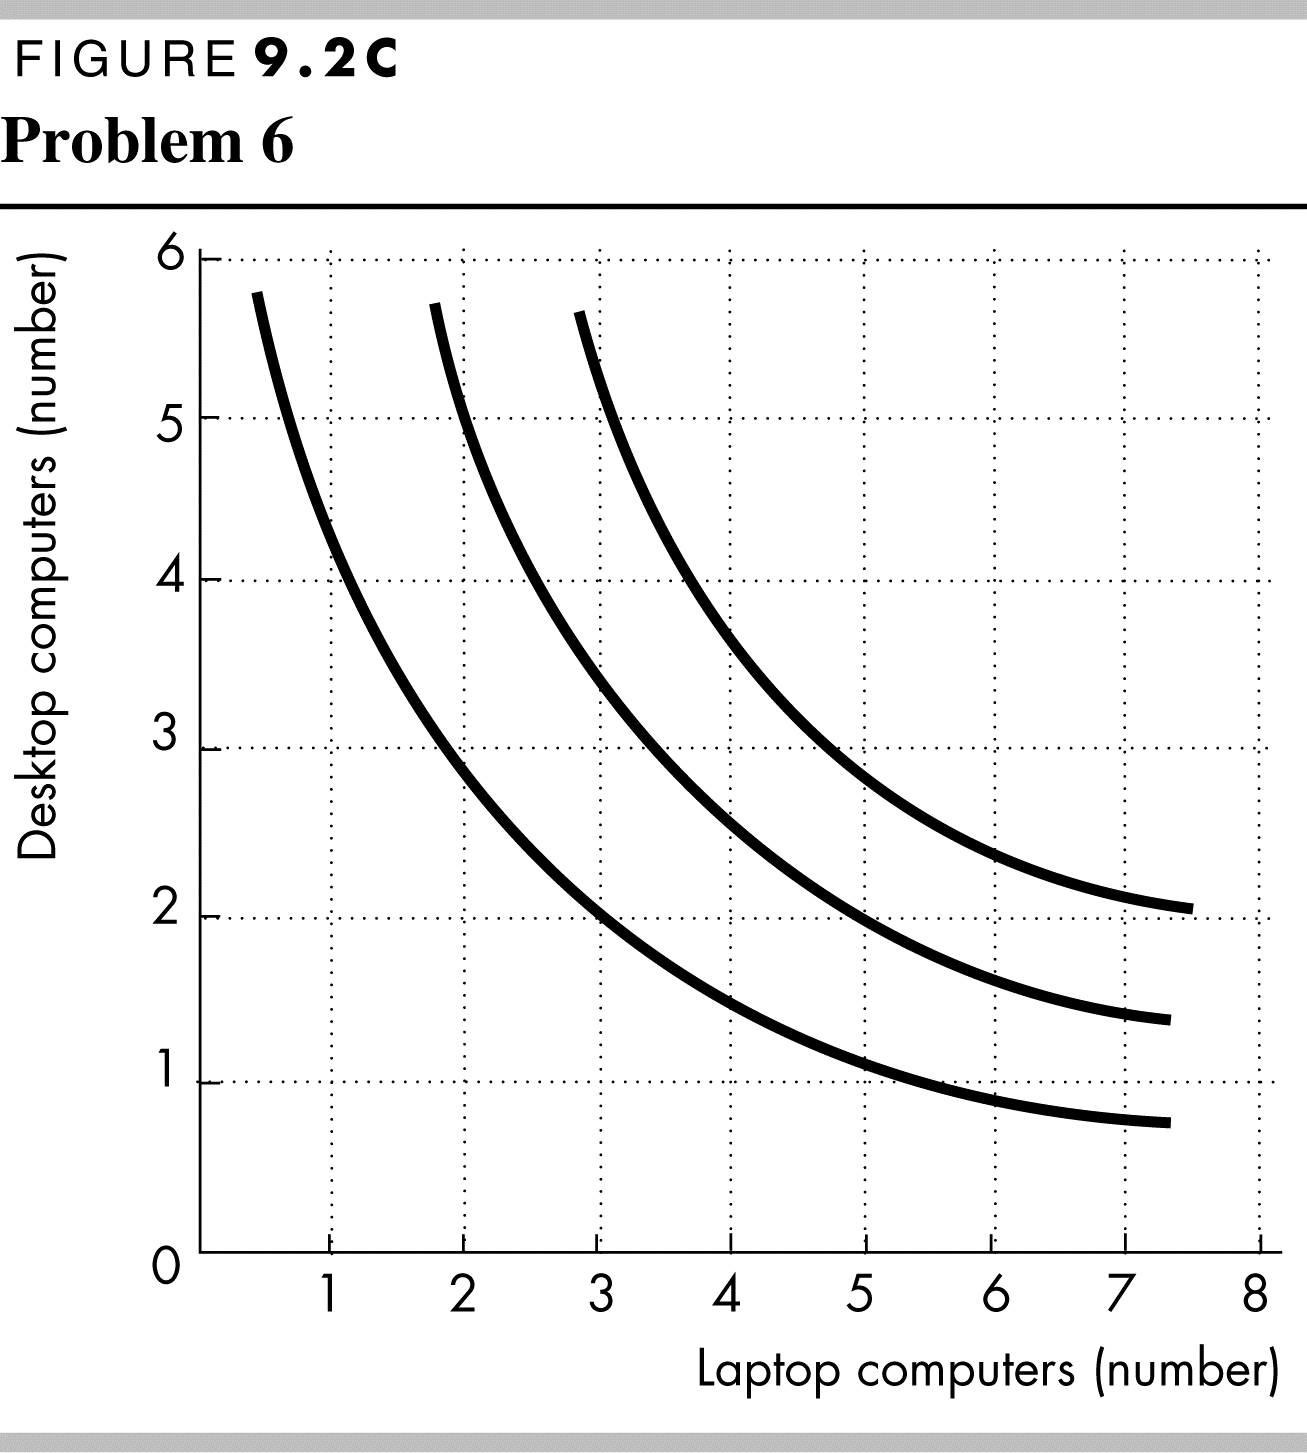 FIGURE 9.2C
Problem 6
Desktop computers (number)
6
5
4
3
2
1
0
1 2 3 4 5 6 7 8
Laptop computers (number)